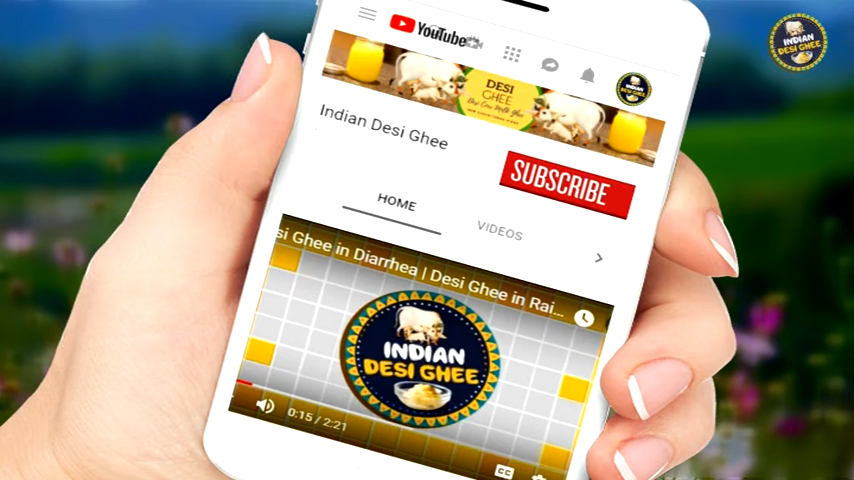 YouTube
INDIAN
DESI GHEE
DESI
GHEE
INDIAN
DESI GHEE
Indian Desi Ghee
SUBSCRIBE
HOME
VIDEOS
si Ghee in Diarrhea | Desi Ghee in Rai...
INDIAN
DESI GHEE
0:15 / 2:21
CC